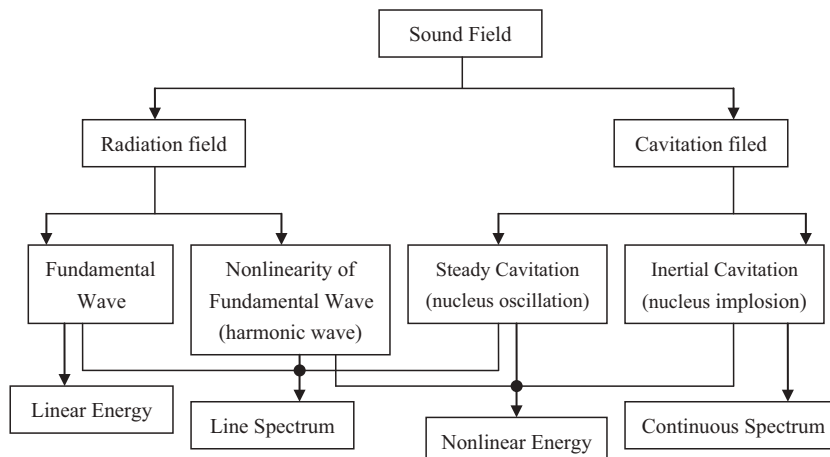 Sound Field
Radiation field
Cavitation filed
Fundamental
Wave
Nonlinearity of
Fundamental Wave
(harmonic wave)
Steady Cavitation
(nucleus oscillation)
Inertial Cavitation
(nucleus implosion)
Linear Energy
Line Spectrum
Nonlinear Energy
Continuous Spectrum